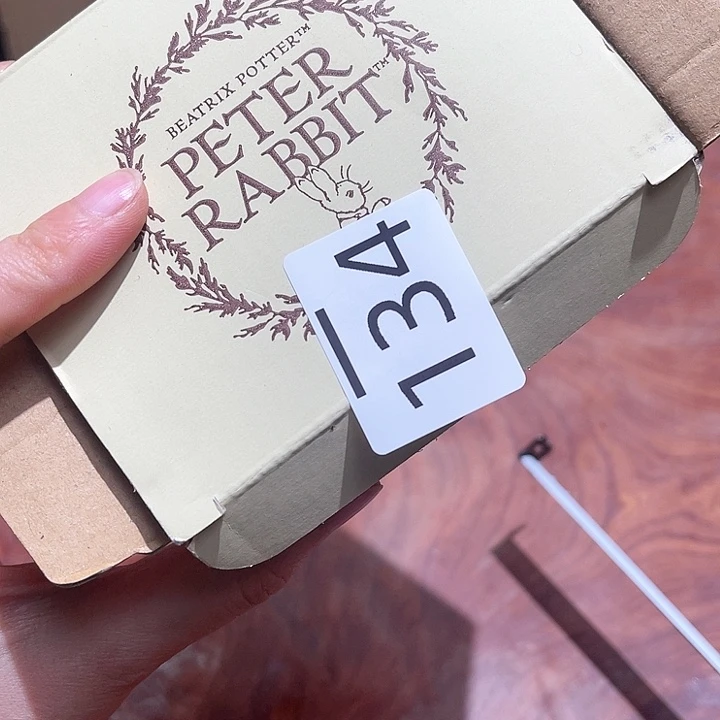 BEATRIX POTTER™
PETER
RABBIT™
134